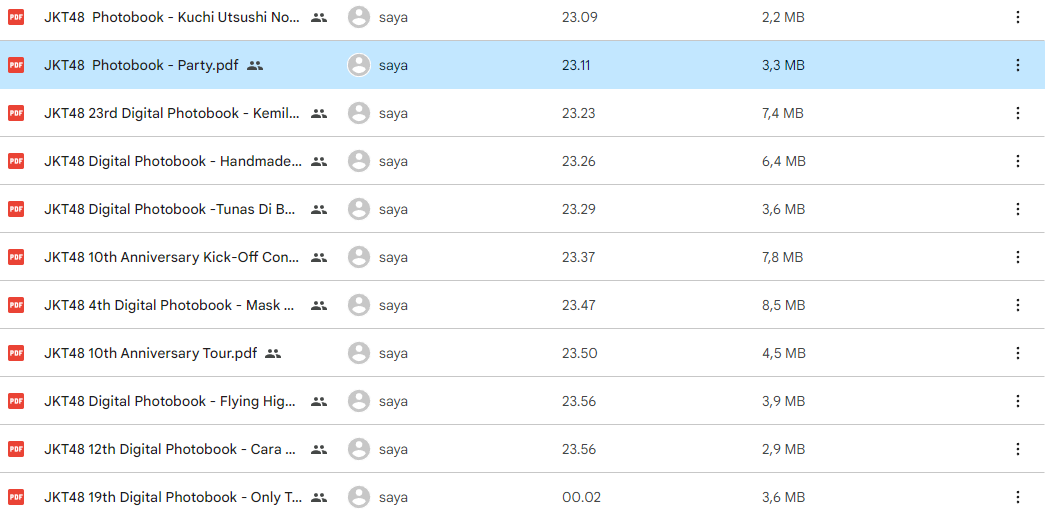 PDF JKT48  Photobook - Kuchi Utsushi No... saya 23.09 2,2 MB
PDF JKT48  Photobook - Party.pdf saya 23.11 3,3 MB
PDF JKT48 23rd Digital Photobook - Kemil... saya 23.23 7,4 MB
PDF JKT48 Digital Photobook - Handmade... saya 23.26 6,4 MB
PDF JKT48 Digital Photobook -Tunas Di B... saya 23.29 3,6 MB
PDF JKT48 10th Anniversary Kick-Off Con... saya 23.37 7,8 MB
PDF JKT48 4th Digital Photobook - Mask ... saya 23.47 8,5 MB
PDF JKT48 10th Anniversary Tour.pdf saya 23.50 4,5 MB
PDF JKT48 Digital Photobook - Flying Hig... saya 23.56 3,9 MB
PDF JKT48 12th Digital Photobook - Cara ... saya 23.56 2,9 MB
PDF JKT48 19th Digital Photobook - Only T... saya 00.02 3,6 MB